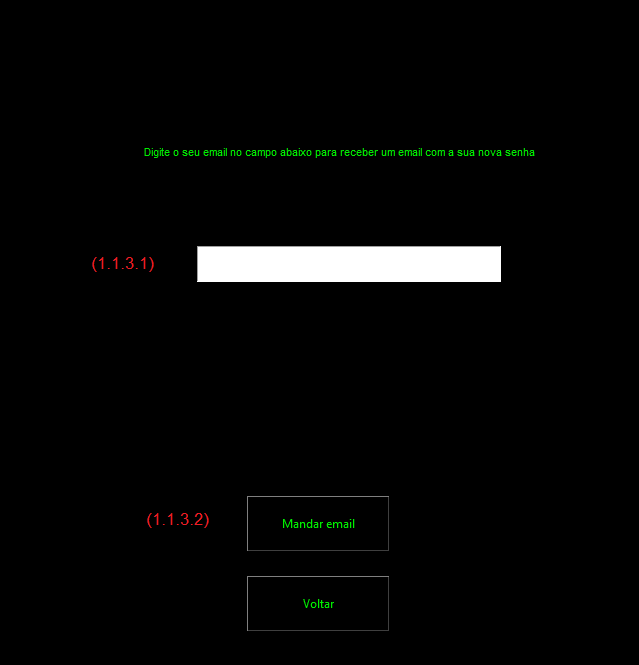 Digite o seu email no campo abaixo para receber um email com a sua nova senha
(1.1.3.1)
(1.1.3.2)
Mandar email
Voltar